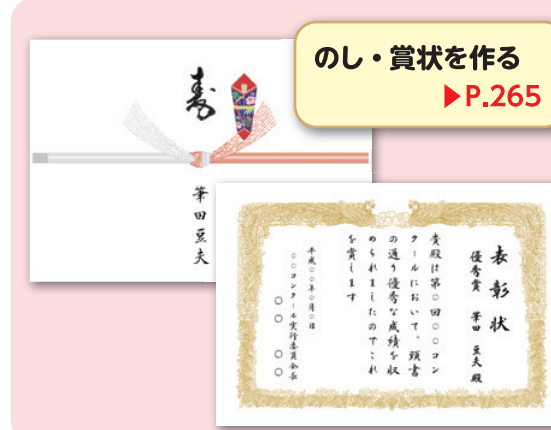 のし・賞状を作る
▶P.265
寿
筆田豆夫
表彰状
優秀賞 筆田 豆夫 殿
貴殿は第○回○○コン
クールにおいて、頭書
の通り優秀な成績を収
められましたのでこれ
を賞します
平成○○年○月○日
○○コンクール実行委員会長
○○ ○○